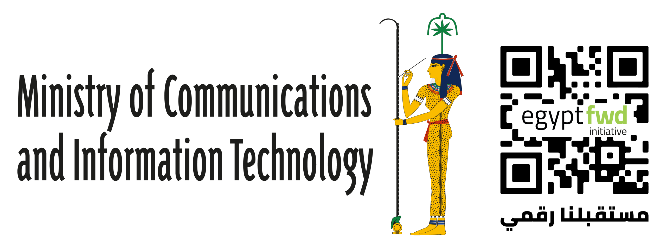 Ministry of Communications
and Information Technology
egypt fwd
initiative
مستقبلنا رقمي